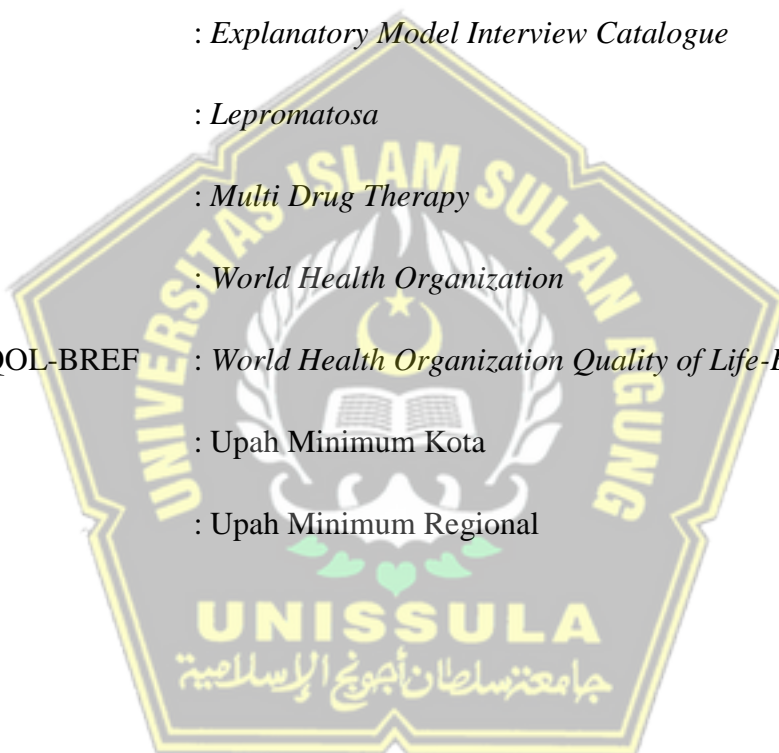 : Explanatory Model Interview Catalogue
: Lepromatosa
: Multi Drug Therapy
: World Health Organization
QOL-BREF : World Health Organization Quality of Life-B
: Upah Minimum Kota
: Upah Minimum Regional
UNIVERSITAS ISLAM SULTAN AGUNG
UNISSULA
جامعة سلطان أجونج الإسلامية